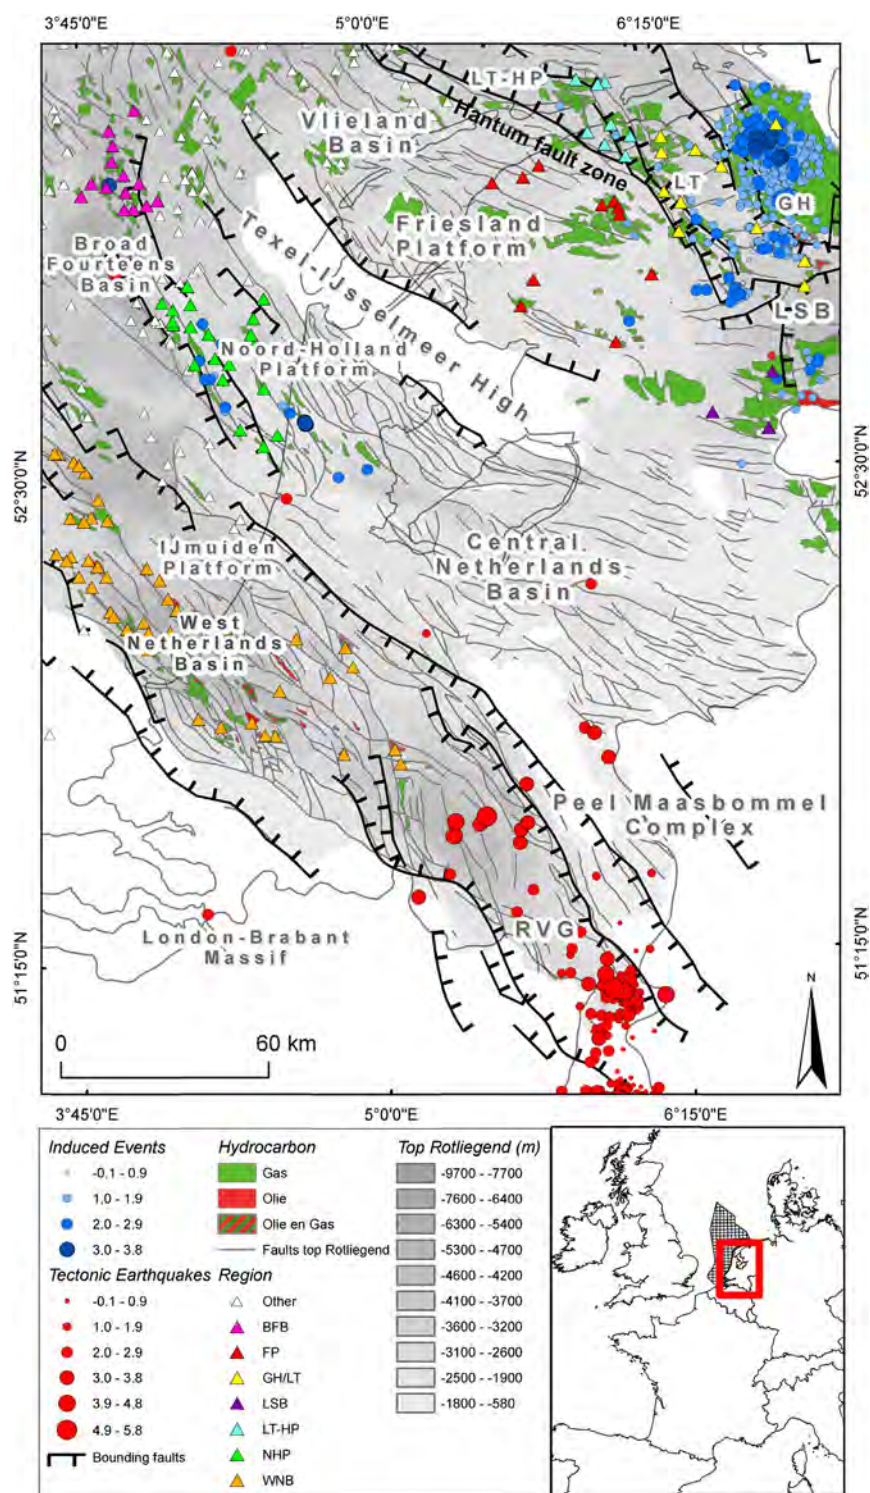 3°45'0"E 5°0'0"E 6°15'0"E
LT-HP
Hantum fault zone
Vlieland
Basin
LT
GH
Friesland
Platform
Broad
Fourteens
Basin
Texel-IJsselmeer High
LSB
Noord-Holland
Platform
52°30'0"N
52°30'0"N
IJmuiden
Platform
Central
Netherlands
Basin
West
Netherlands
Basin
Peel Maasbommel
Complex
RVG
London-Brabant
Massif
51°15'0"N
51°15'0"N
N
0 60 km
3°45'0"E 5°0'0"E 6°15'0"E
Induced Events
-0.1 - 0.9
1.0 - 1.9
2.0 - 2.9
3.0 - 3.8
Tectonic Earthquakes
-0.1 - 0.9
1.0 - 1.9
2.0 - 2.9
3.0 - 3.8
3.9 - 4.8
4.9 - 5.8
Bounding faults
Hydrocarbon
Gas
Olie
Olie en Gas
Faults top Rotliegend
Region
Other
BFB
FP
GH/LT
LSB
LT-HP
NHP
WNB
Top Rotliegend (m)
-9700 - -7700
-7600 - -6400
-6300 - -5400
-5300 - -4700
-4600 - -4200
-4100 - -3700
-3600 - -3200
-3100 - -2600
-2500 - -1900
-1800 - -580